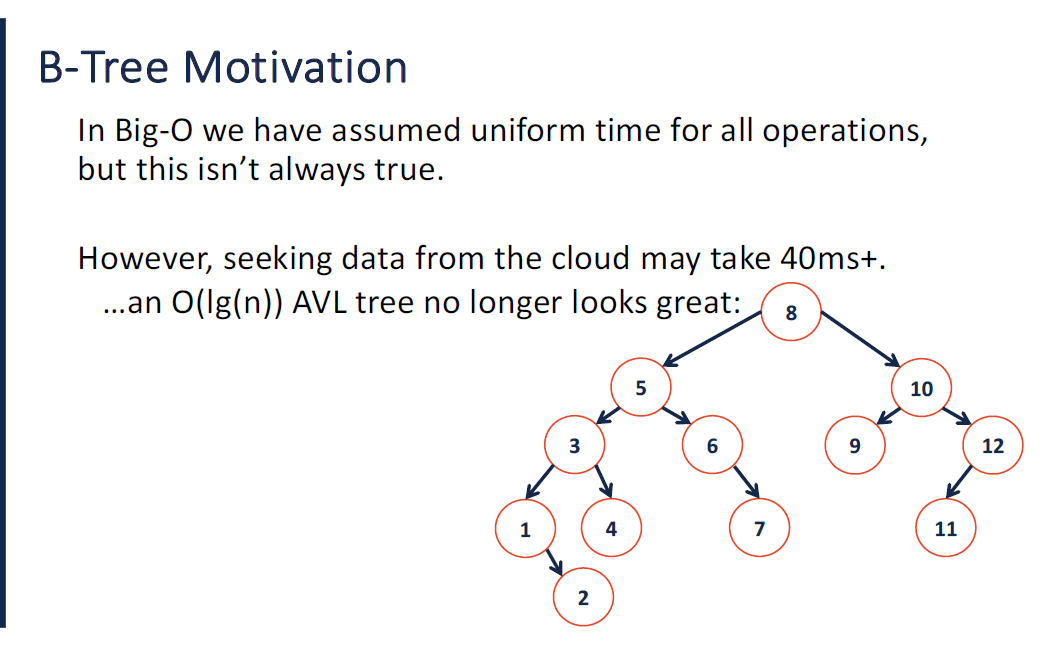 B-Tree Motivation
In Big-O we have assumed uniform time for all operations,
but this isn’t always true.
However, seeking data from the cloud may take 40ms+.
…an O(lg(n)) AVL tree no longer looks great:
8
5
10
3
6
9
12
1
4
7
11
2